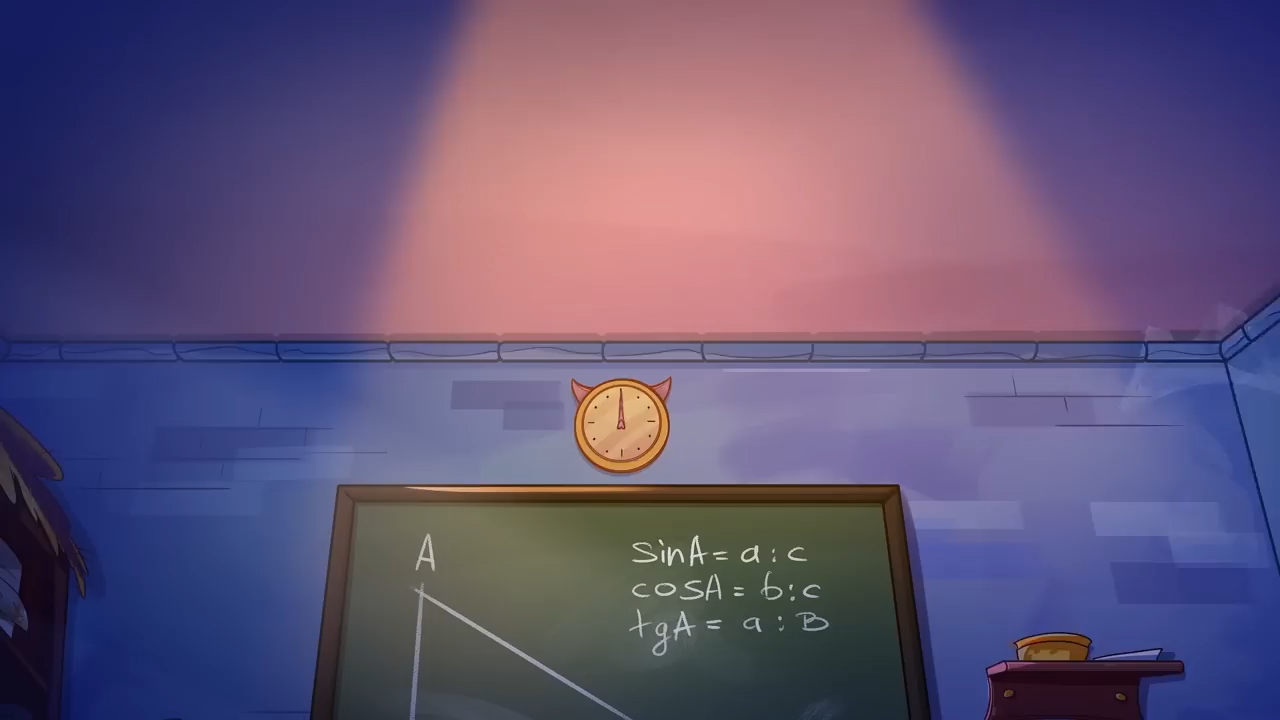 A
sinA = a : c
cosA = b : c
tgA = a : B